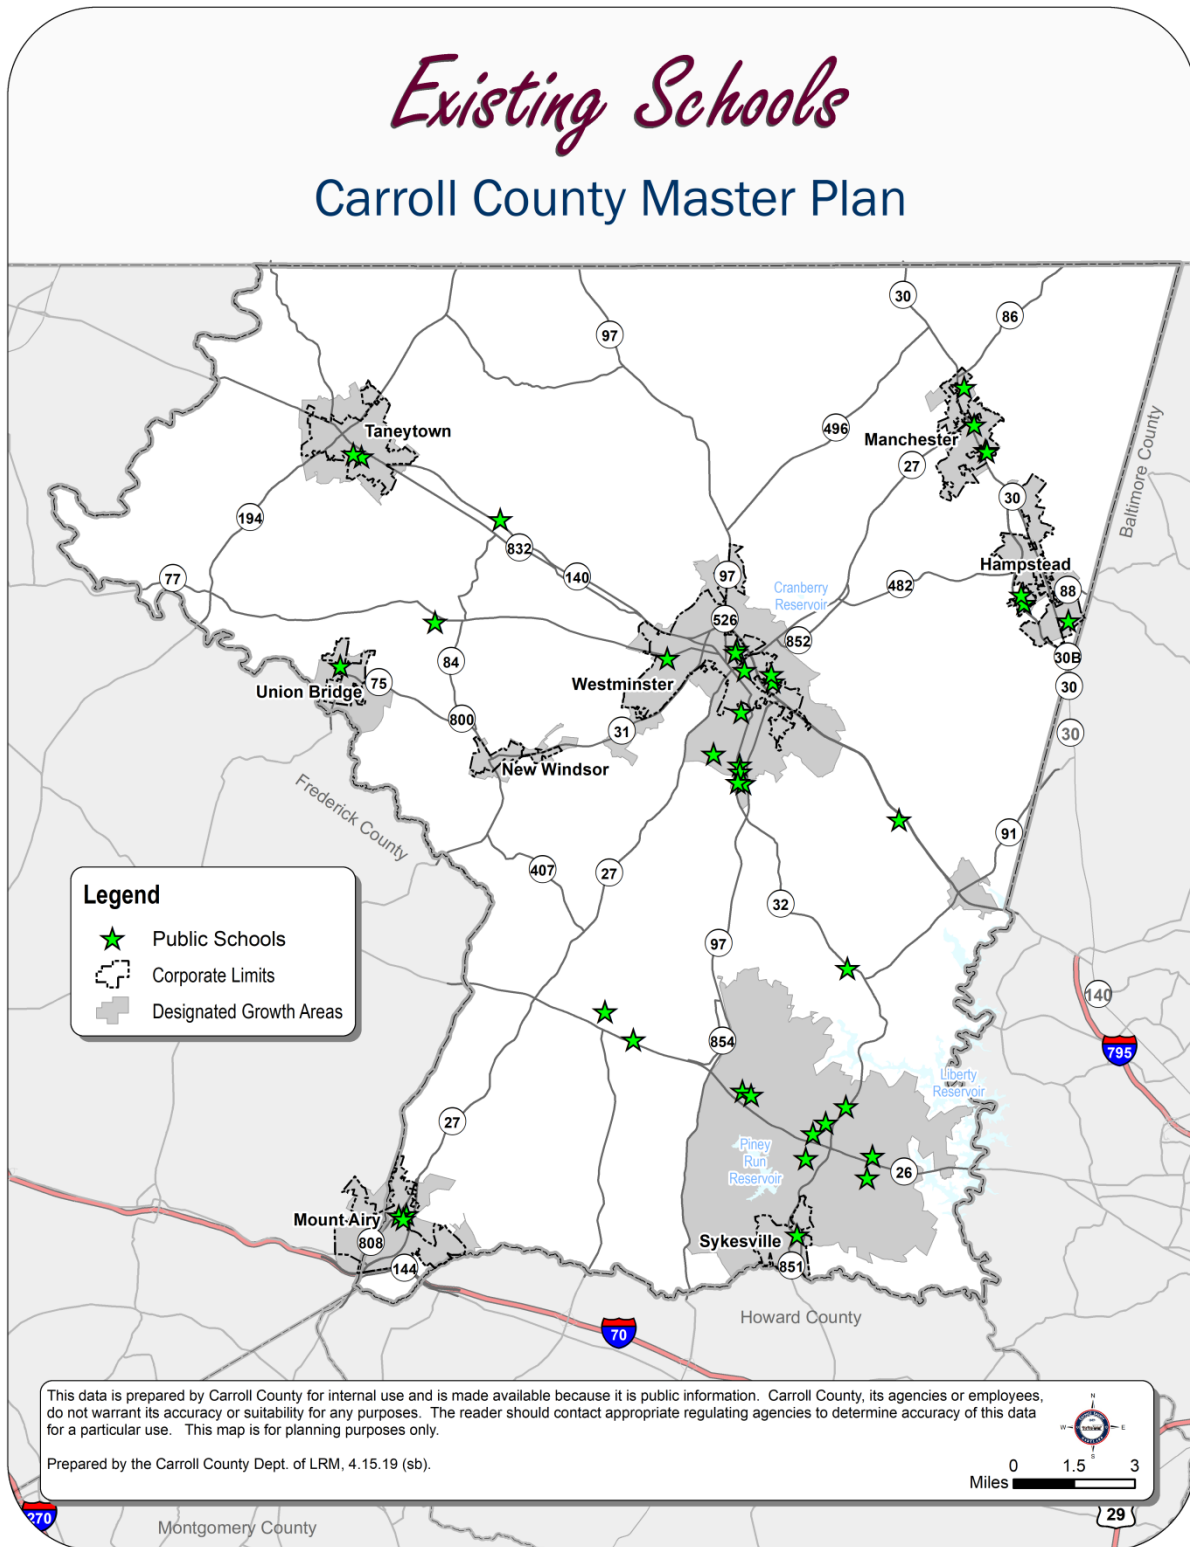 Existing Schools
Carroll County Master Plan
30
86
97
Taneytown
496
Manchester
27
Baltimore County
30
194
832
140
77
Hampstead
97
Cranberry
Reservoir
482
88
526
852
84
30B
Westminster
Union Bridge
75
30
800
31
30
New Windsor
Frederick County
91
407
27
32
Legend
Public Schools
Corporate Limits
Designated Growth Areas
97
140
854
795
Liberty
Reservoir
27
Piney
Run
Reservoir
26
Mount Airy
808
Sykesville
144
851
Howard County
70
This data is prepared by Carroll County for internal use and is made available because it is public information.  Carroll County, its agencies or employees,
do not warrant its accuracy or suitability for any purposes.  The reader should contact appropriate regulating agencies to determine accuracy of this data
for a particular use.   This map is for planning purposes only.
Prepared by the Carroll County Dept. of LRM, 4.15.19 (sb).
N
W
E
S
0 1.5 3
Miles
270
29
Montgomery County